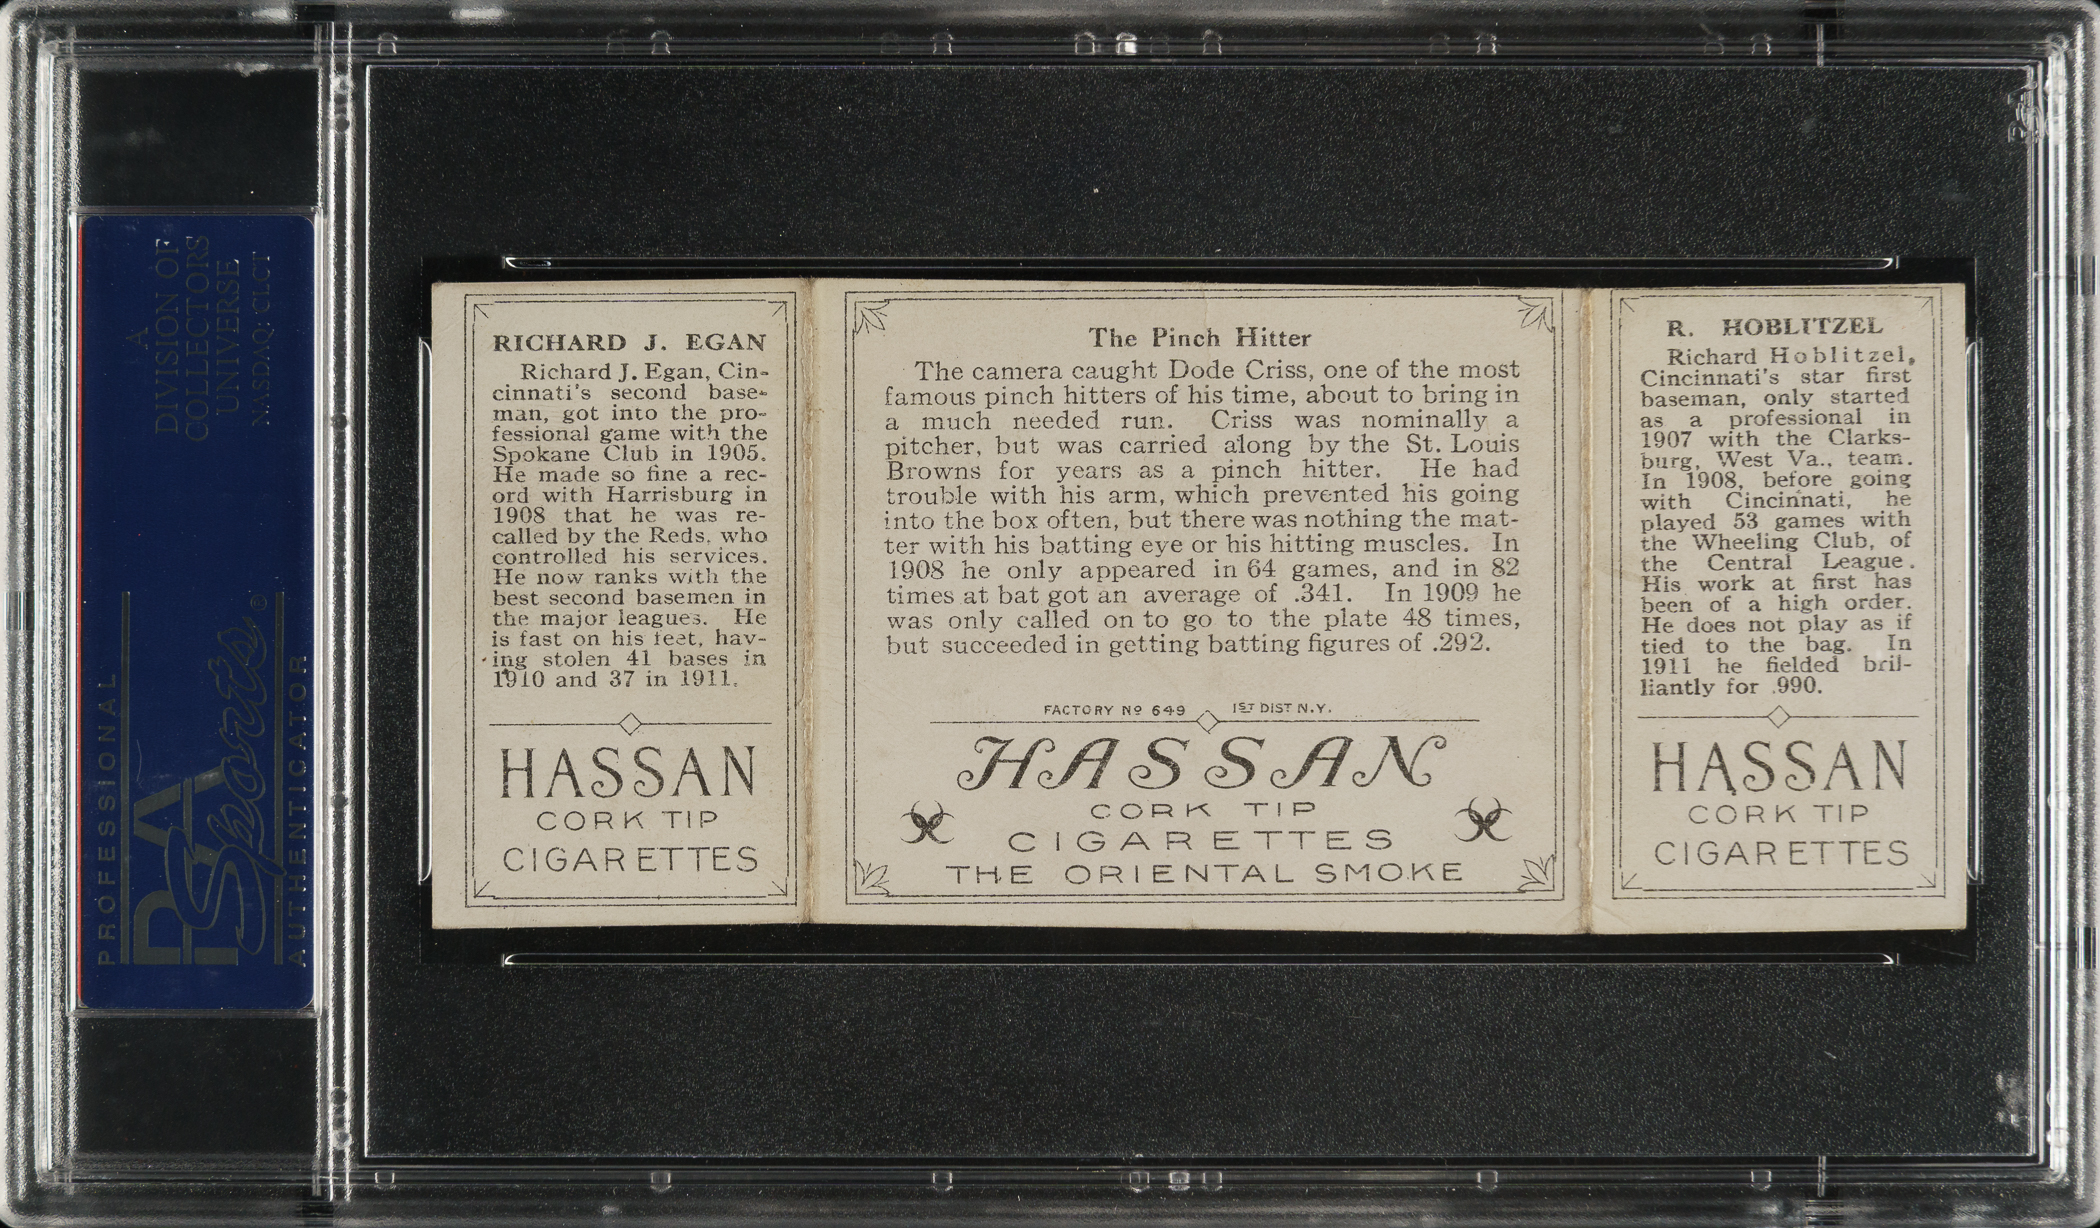 A
DIVISION OF
COLLECTORS
UNIVERSE
NASDAQ: CLCT
PROFESSIONAL
PSA
Sports®
AUTHENTICATOR
RICHARD J. EGAN
Richard J. Egan, Cin-
cinnati's second base-
man, got into the pro-
fessional game with the
Spokane Club in 1905.
He made so fine a rec-
ord with Harrisburg in
1908 that he was re-
called by the Reds, who
controlled his services.
He now ranks with the
best second basemen in
the major leagues. He
is fast on his feet, hav-
ing stolen 41 bases in
1910 and 37 in 1911.
HASSAN
CORK TIP
CIGARETTES
The Pinch Hitter
The camera caught Dode Criss, one of the most
famous pinch hitters of his time, about to bring in
a much needed run. Criss was nominally a
pitcher, but was carried along by the St. Louis
Browns for years as a pinch hitter. He had
trouble with his arm, which prevented his going
into the box often, but there was nothing the mat-
ter with his batting eye or his hitting muscles. In
1908 he only appeared in 64 games, and in 82
times at bat got an average of .341. In 1909 he
was only called on to go to the plate 48 times,
but succeeded in getting batting figures of .292.
FACTORY Nº 649 1ST DIST N.Y.
HASSAN
CORK TIP
CIGARETTES
THE ORIENTAL SMOKE
R. HOBLITZEL
Richard Hoblitzel,
Cincinnati's star first
baseman, only started
as a professional in
1907 with the Clarks-
burg, West Va., team.
In 1908, before going
with Cincinnati, he
played 53 games with
the Wheeling Club, of
the Central League.
His work at first has
been of a high order.
He does not play as if
tied to the bag. In
1911 he fielded bril-
liantly for .990.
HASSAN
CORK TIP
CIGARETTES